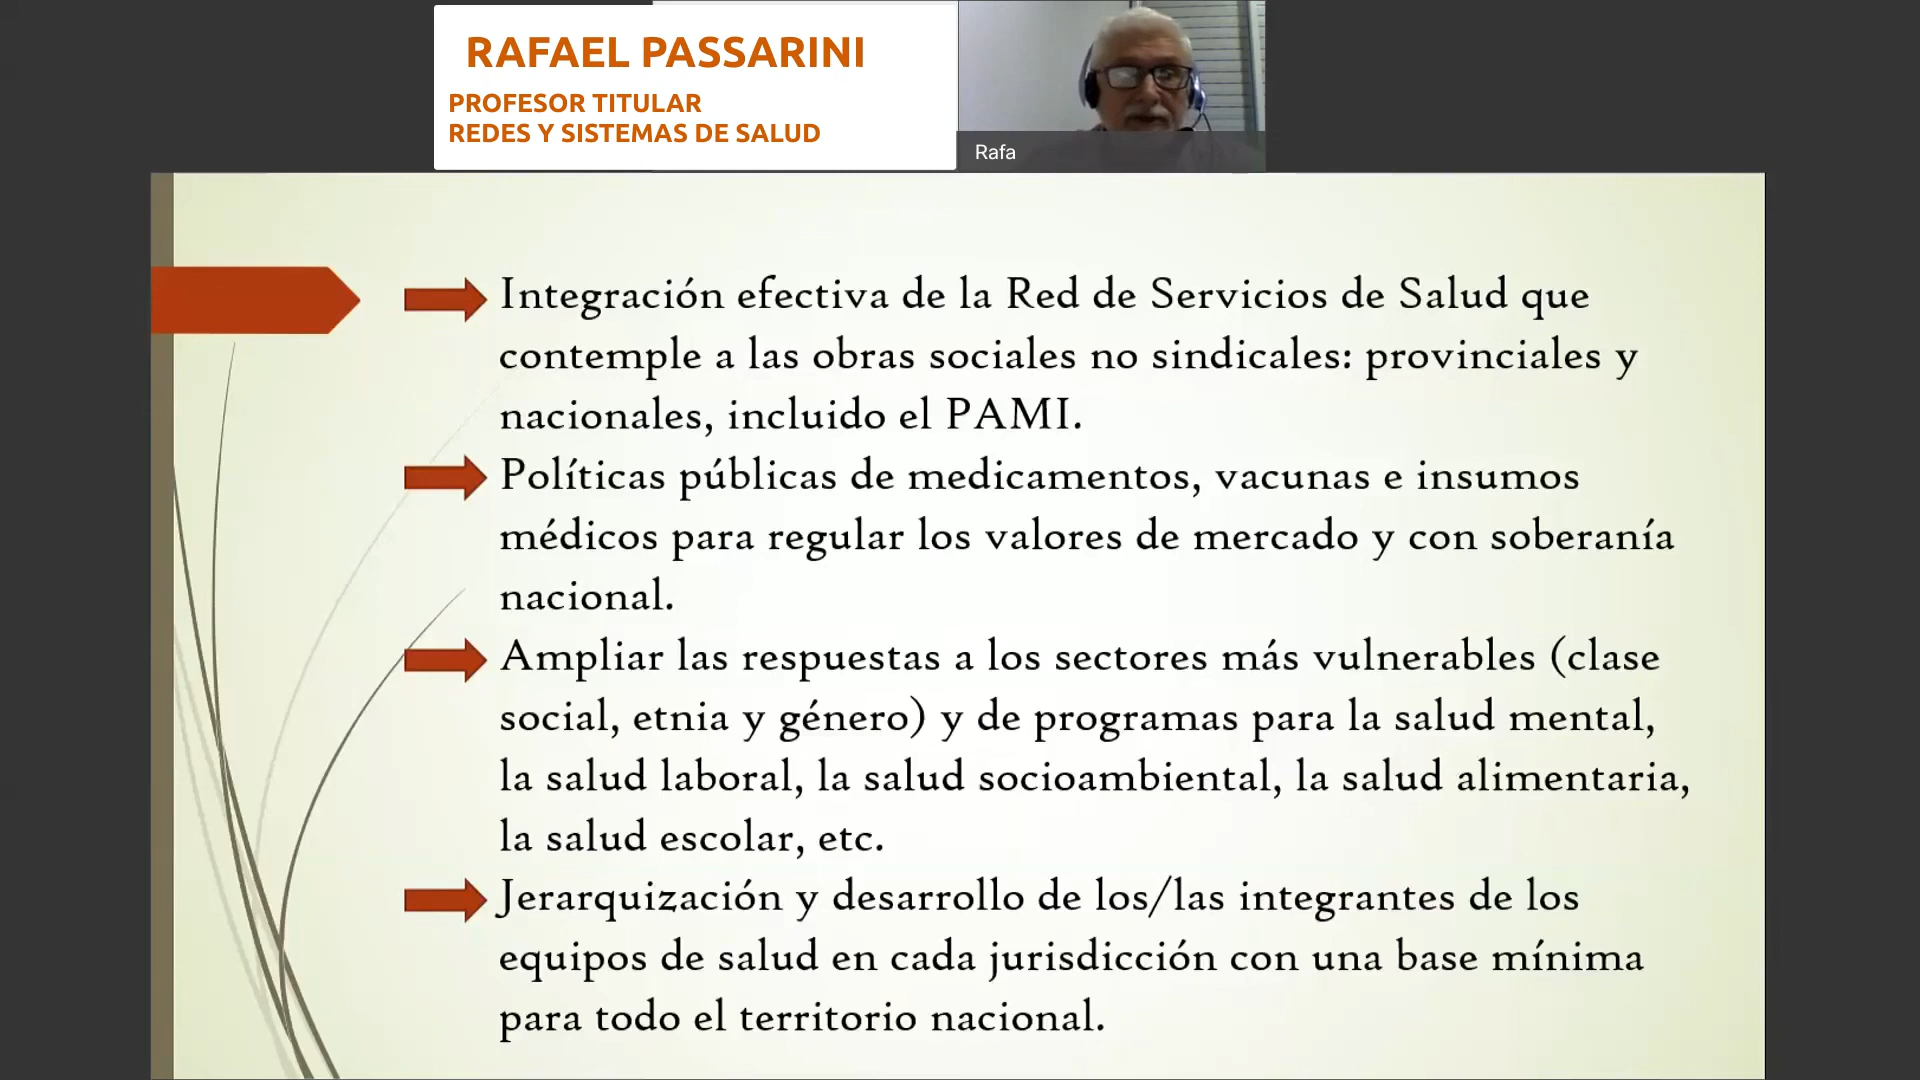 RAFAEL PASSARINI
PROFESOR TITULAR
REDES Y SISTEMAS DE SALUD
Rafa
Integración efectiva de la Red de Servicios de Salud que
contemple a las obras sociales no sindicales: provinciales y
nacionales, incluido el PAMI.
Políticas públicas de medicamentos, vacunas e insumos
médicos para regular los valores de mercado y con soberanía
nacional.
Ampliar las respuestas a los sectores más vulnerables (clase
social, etnia y género) y de programas para la salud mental,
la salud laboral, la salud socioambiental, la salud alimentaria,
la salud escolar, etc.
Jerarquización y desarrollo de los/las integrantes de los
equipos de salud en cada jurisdicción con una base mínima
para todo el territorio nacional.